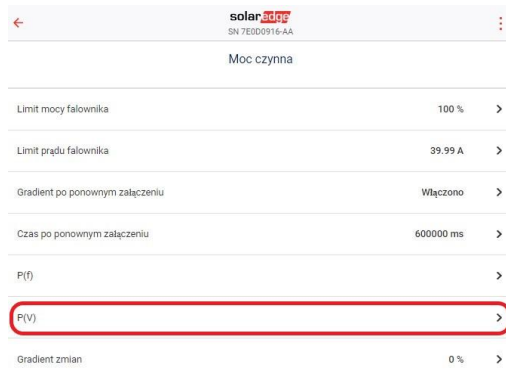 solaredge
SN 7E0D0916-AA
Moc czynna
Limit mocy falownika 100 %
Limit prądu falownika 39.99 A
Gradient po ponownym załączeniu Włączono
Czas po ponownym załączeniu 600000 ms
P(f)
P(V)
Gradient zmian 0 %